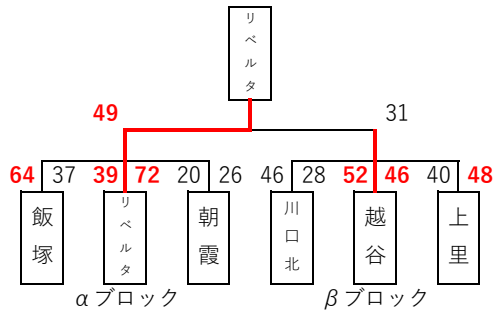 リベルタ
49 31
64 37 39 72 20 26 46 28 52 46 40 48
飯塚 リベルタ 朝霞 川口北 越谷 上里
αブロック βブロック